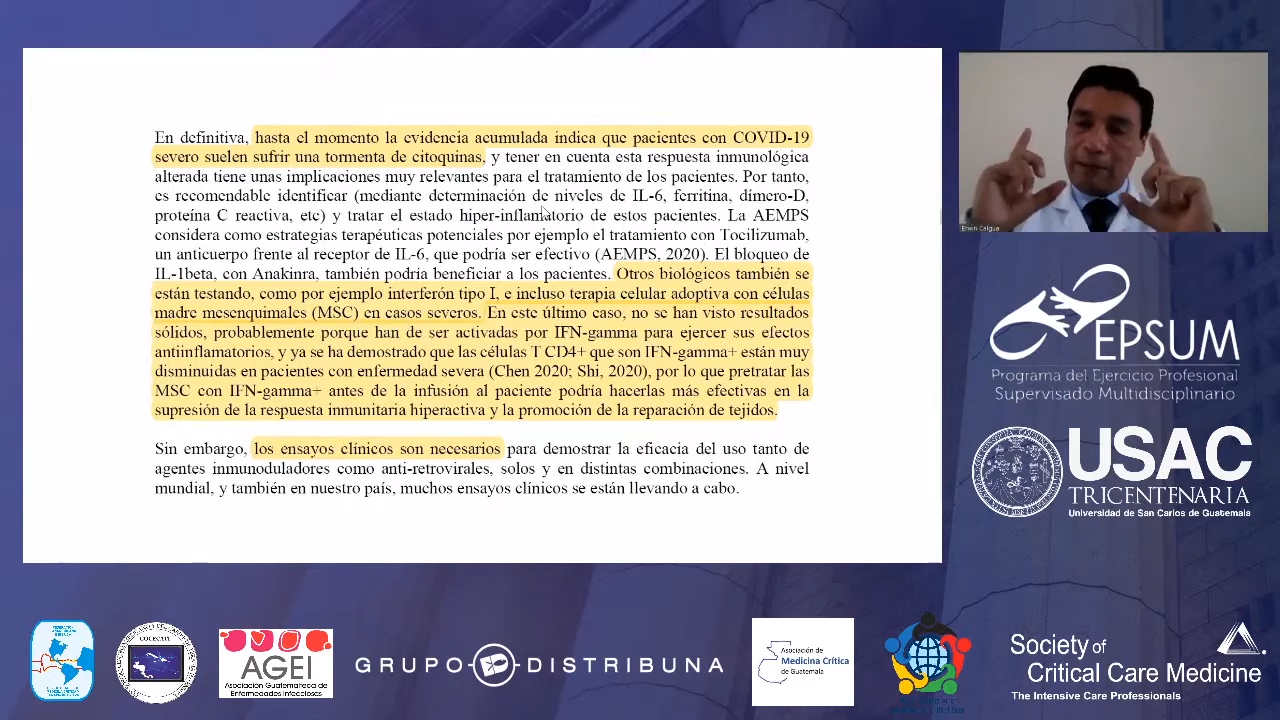 En definitiva, hasta el momento la evidencia acumulada indica que pacientes con COVID-19
severo suelen sufrir una tormenta de citoquinas, y tener en cuenta esta respuesta inmunológica
alterada tiene unas implicaciones muy relevantes para el tratamiento de los pacientes. Por tanto,
es recomendable identificar (mediante determinación de niveles de IL-6, ferritina, dímero-D,
proteína C reactiva, etc) y tratar el estado hiper-inflamatorio de estos pacientes. La AEMPS
considera como estrategias terapéuticas potenciales por ejemplo el tratamiento con Tocilizumab,
un anticuerpo frente al receptor de IL-6, que podría ser efectivo (AEMPS, 2020). El bloqueo de
IL-1beta, con Anakinra, también podría beneficiar a los pacientes. Otros biológicos también se
están testando, como por ejemplo interferón tipo I, e incluso terapia celular adoptiva con células
madre mesenquimales (MSC) en casos severos. En este último caso, no se han visto resultados
sólidos, probablemente porque han de ser activadas por IFN-gamma para ejercer sus efectos
antiinflamatorios, y ya se ha demostrado que las células T CD4+ que son IFN-gamma+ están muy
disminuidas en pacientes con enfermedad severa (Chen 2020; Shi, 2020), por lo que pretratar las
MSC con IFN-gamma+ antes de la infusión al paciente podría hacerlas más efectivas en la
supresión de la respuesta inmunitaria hiperactiva y la promoción de la reparación de tejidos.
Sin embargo, los ensayos clínicos son necesarios para demostrar la eficacia del uso tanto de
agentes inmunoduladores como anti-retrovirales, solos y en distintas combinaciones. A nivel
mundial, y también en nuestro país, muchos ensayos clínicos se están llevando a cabo.
Erwin Calgua
EPSUM
Programa del Ejercicio Profesional
Supervisado Multidisciplinario
USAC
TRICENTENARIA
Universidad de San Carlos de Guatemala
AGEI
Asociación Guatemalteca de
Enfermedades Infecciosas
GRUPO DISTRIBUNA
Asociación de
Medicina Crítica
de Guatemala
Society of
Critical Care Medicine
The Intensive Care Professionals